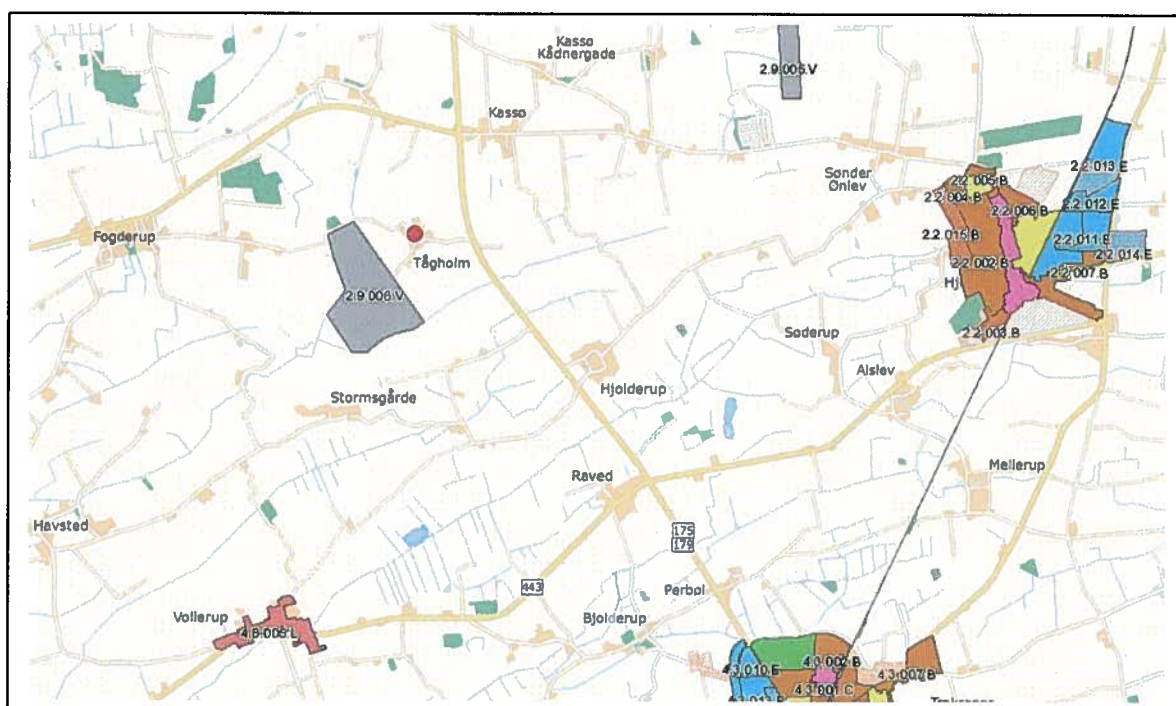 Kassø
Kådnergade
2.9.005.V
Kassø
Sønder
Ønlev
2.2.013.E
2.2.005.B
2.2.004.B
2.2.012.E
2.2.006.B
2.2.015.B
2.2.011.E
2.2.014.E
2.2.002.B
2.2.007.B
Hj
2.2.003.B
Fogderup
Tågholm
2.9.006.V
Søderup
Alslev
Hjolderup
Stormsgårde
Mellerup
Raved
Havsted
175
179
443
Perbøl
Vollerup
4.8.005.L
Bjolderup
4.3.010.E
4.3.002.B
4.3.007.B
4.3.001.C